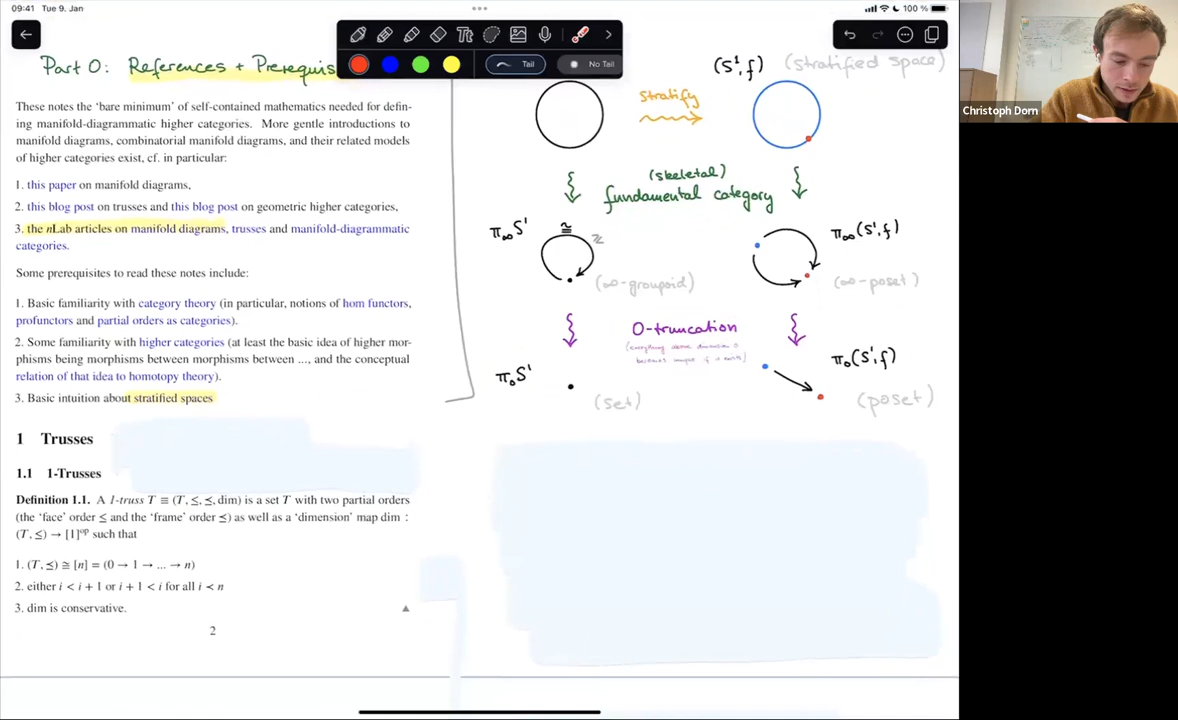 09:41 Tue 9. Jan
100 %
Tail
No Tail
Part 0: References + Prerequis
These notes the ‘bare minimum’ of self-contained mathematics needed for defin-
ing manifold-diagrammatic higher categories. More gentle introductions to
manifold diagrams, combinatorial manifold diagrams, and their related models
of higher categories exist, cf. in particular:
1. this paper on manifold diagrams,
2. this blog post on trusses and this blog post on geometric higher categories,
3. the nLab articles on manifold diagrams, trusses and manifold-diagrammatic
categories.
Some prerequisites to read these notes include:
1. Basic familiarity with category theory (in particular, notions of hom functors,
profunctors and partial orders as categories).
2. Some familiarity with higher categories (at least the basic idea of higher mor-
phisms being morphisms between morphisms between ..., and the conceptual
relation of that idea to homotopy theory).
3. Basic intuition about stratified spaces
1 Trusses
1.1 1-Trusses
Definition 1.1. A 1-truss T ≡ (T, ≤, ⪯, dim) is a set T with two partial orders
(the ‘face’ order ≤ and the ‘frame’ order ⪯) as well as a ‘dimension’ map dim :
(T, ≤) → [1]ᵒᵖ such that
1. (T, ⪯) ≅ [n] = (0 → 1 → ... → n)
2. either i < i + 1 or i + 1 < i for all i < n
3. dim is conservative. ▲
2
(S¹, f) (stratified space)
stratify
(skeletal)
fundamental category
π∞S¹ ≅ ℤ
(∞-groupoid)
π∞(S¹, f)
(∞-poset)
0-truncation
(everything above dimension 0
becomes unique if it exists)
π₀S¹
(set)
π₀(S¹, f)
(poset)
Christoph Dorn